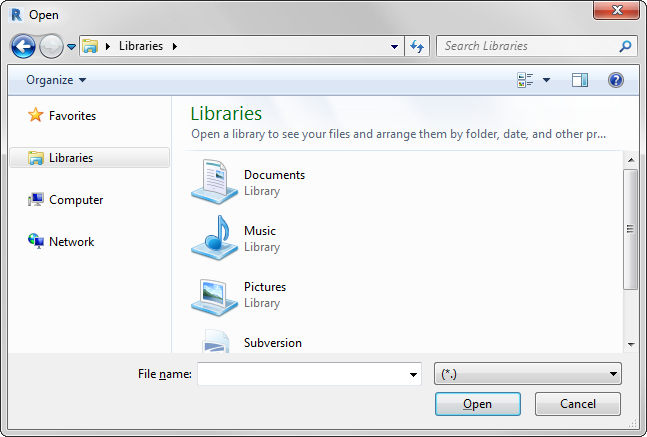 Open
Libraries
Search Libraries
Organize
Favorites
Libraries
Computer
Network
Libraries
Open a library to see your files and arrange them by folder, date, and other pr...
Documents
Library
Music
Library
Pictures
Library
Subversion
File name:
(*.)
Open
Cancel